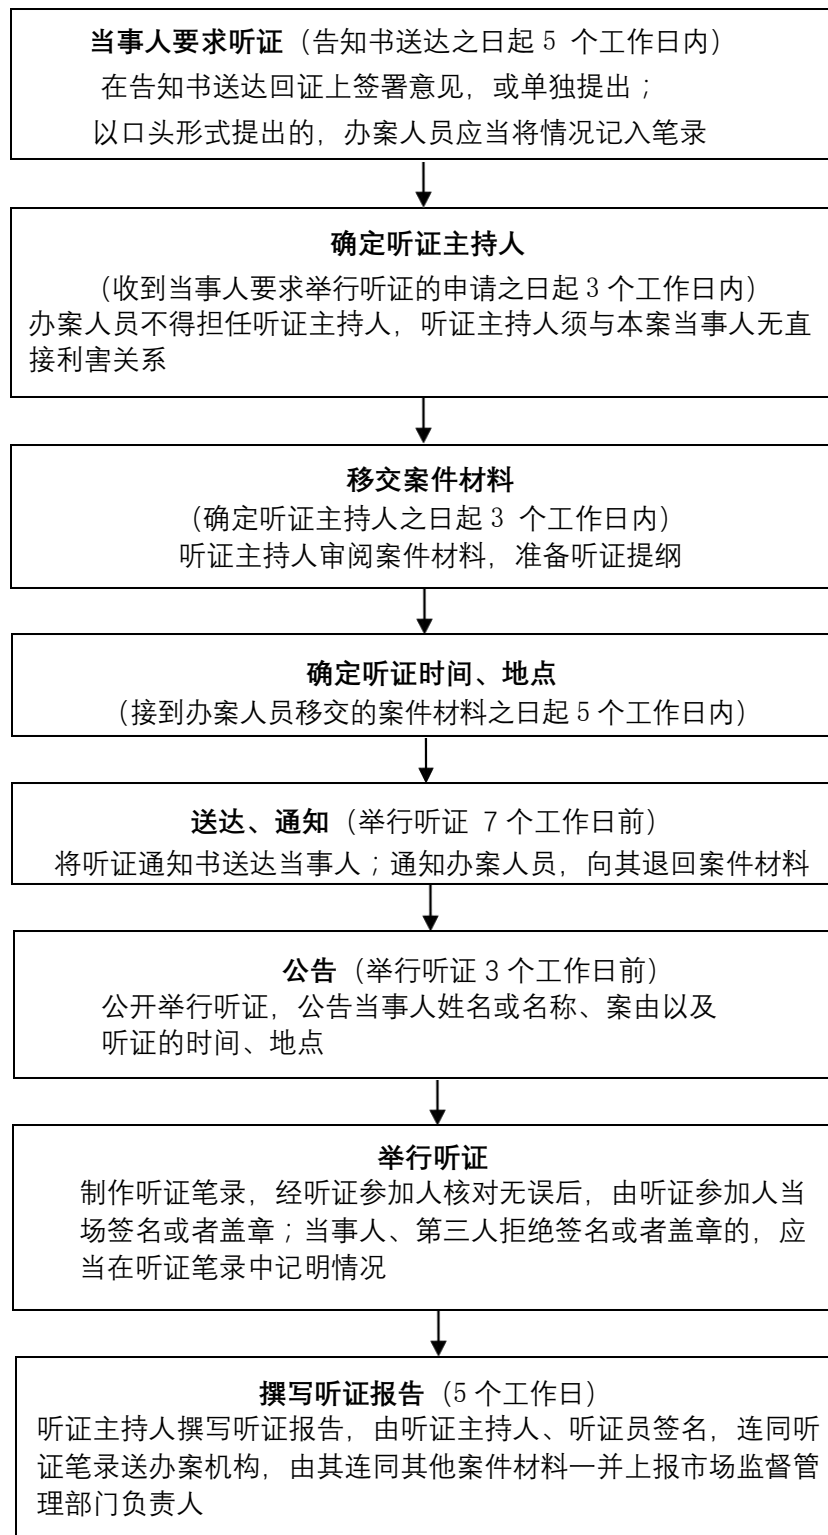 当事人要求听证（告知书送达之日起 5 个工作日内）
在告知书送达回证上签署意见，或单独提出；
以口头形式提出的，办案人员应当将情况记入笔录
确定听证主持人
（收到当事人要求举行听证的申请之日起 3 个工作日内）
办案人员不得担任听证主持人，听证主持人须与本案当事人无直
接利害关系
移交案件材料
（确定听证主持人之日起 3 个工作日内）
听证主持人审阅案件材料，准备听证提纲
确定听证时间、地点
（接到办案人员移交的案件材料之日起 5 个工作日内）
送达、通知（举行听证 7 个工作日前）
将听证通知书送达当事人；通知办案人员，向其退回案件材料
公告（举行听证 3 个工作日前）
公开举行听证，公告当事人姓名或名称、案由以及
听证的时间、地点
举行听证
制作听证笔录，经听证参加人核对无误后，由听证参加人当
场签名或者盖章；当事人、第三人拒绝签名或者盖章的，应
当在听证笔录中记明情况
撰写听证报告（5 个工作日）
听证主持人撰写听证报告，由听证主持人、听证员签名，连同听
证笔录送办案机构，由其连同其他案件材料一并上报市场监督管
理部门负责人